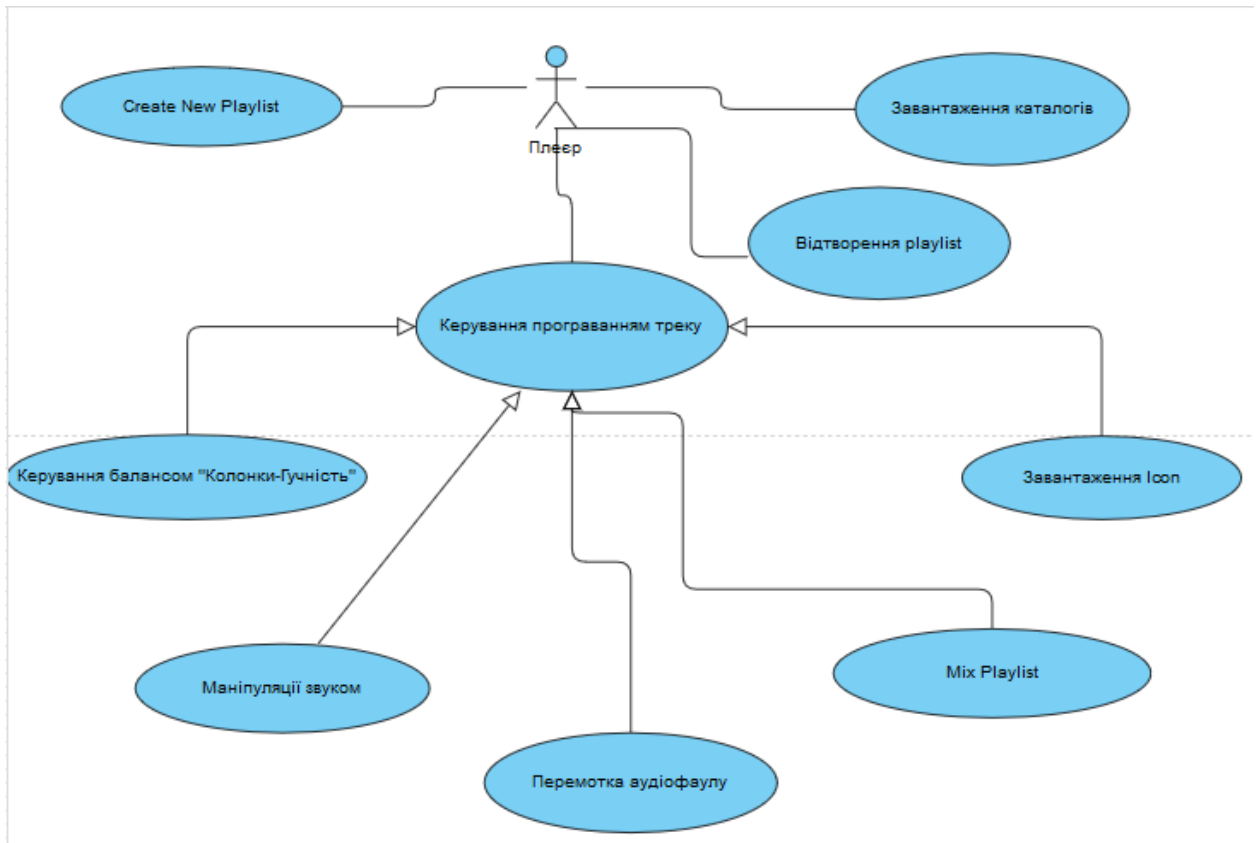 Create New Playlist
Завантаження каталогів
Плеєр
Відтворення playlist
Керування програванням треку
Керування балансом "Колонки-Гучність"
Завантаження Icon
Маніпуляції звуком
Mix Playlist
Перемотка аудіофаулу